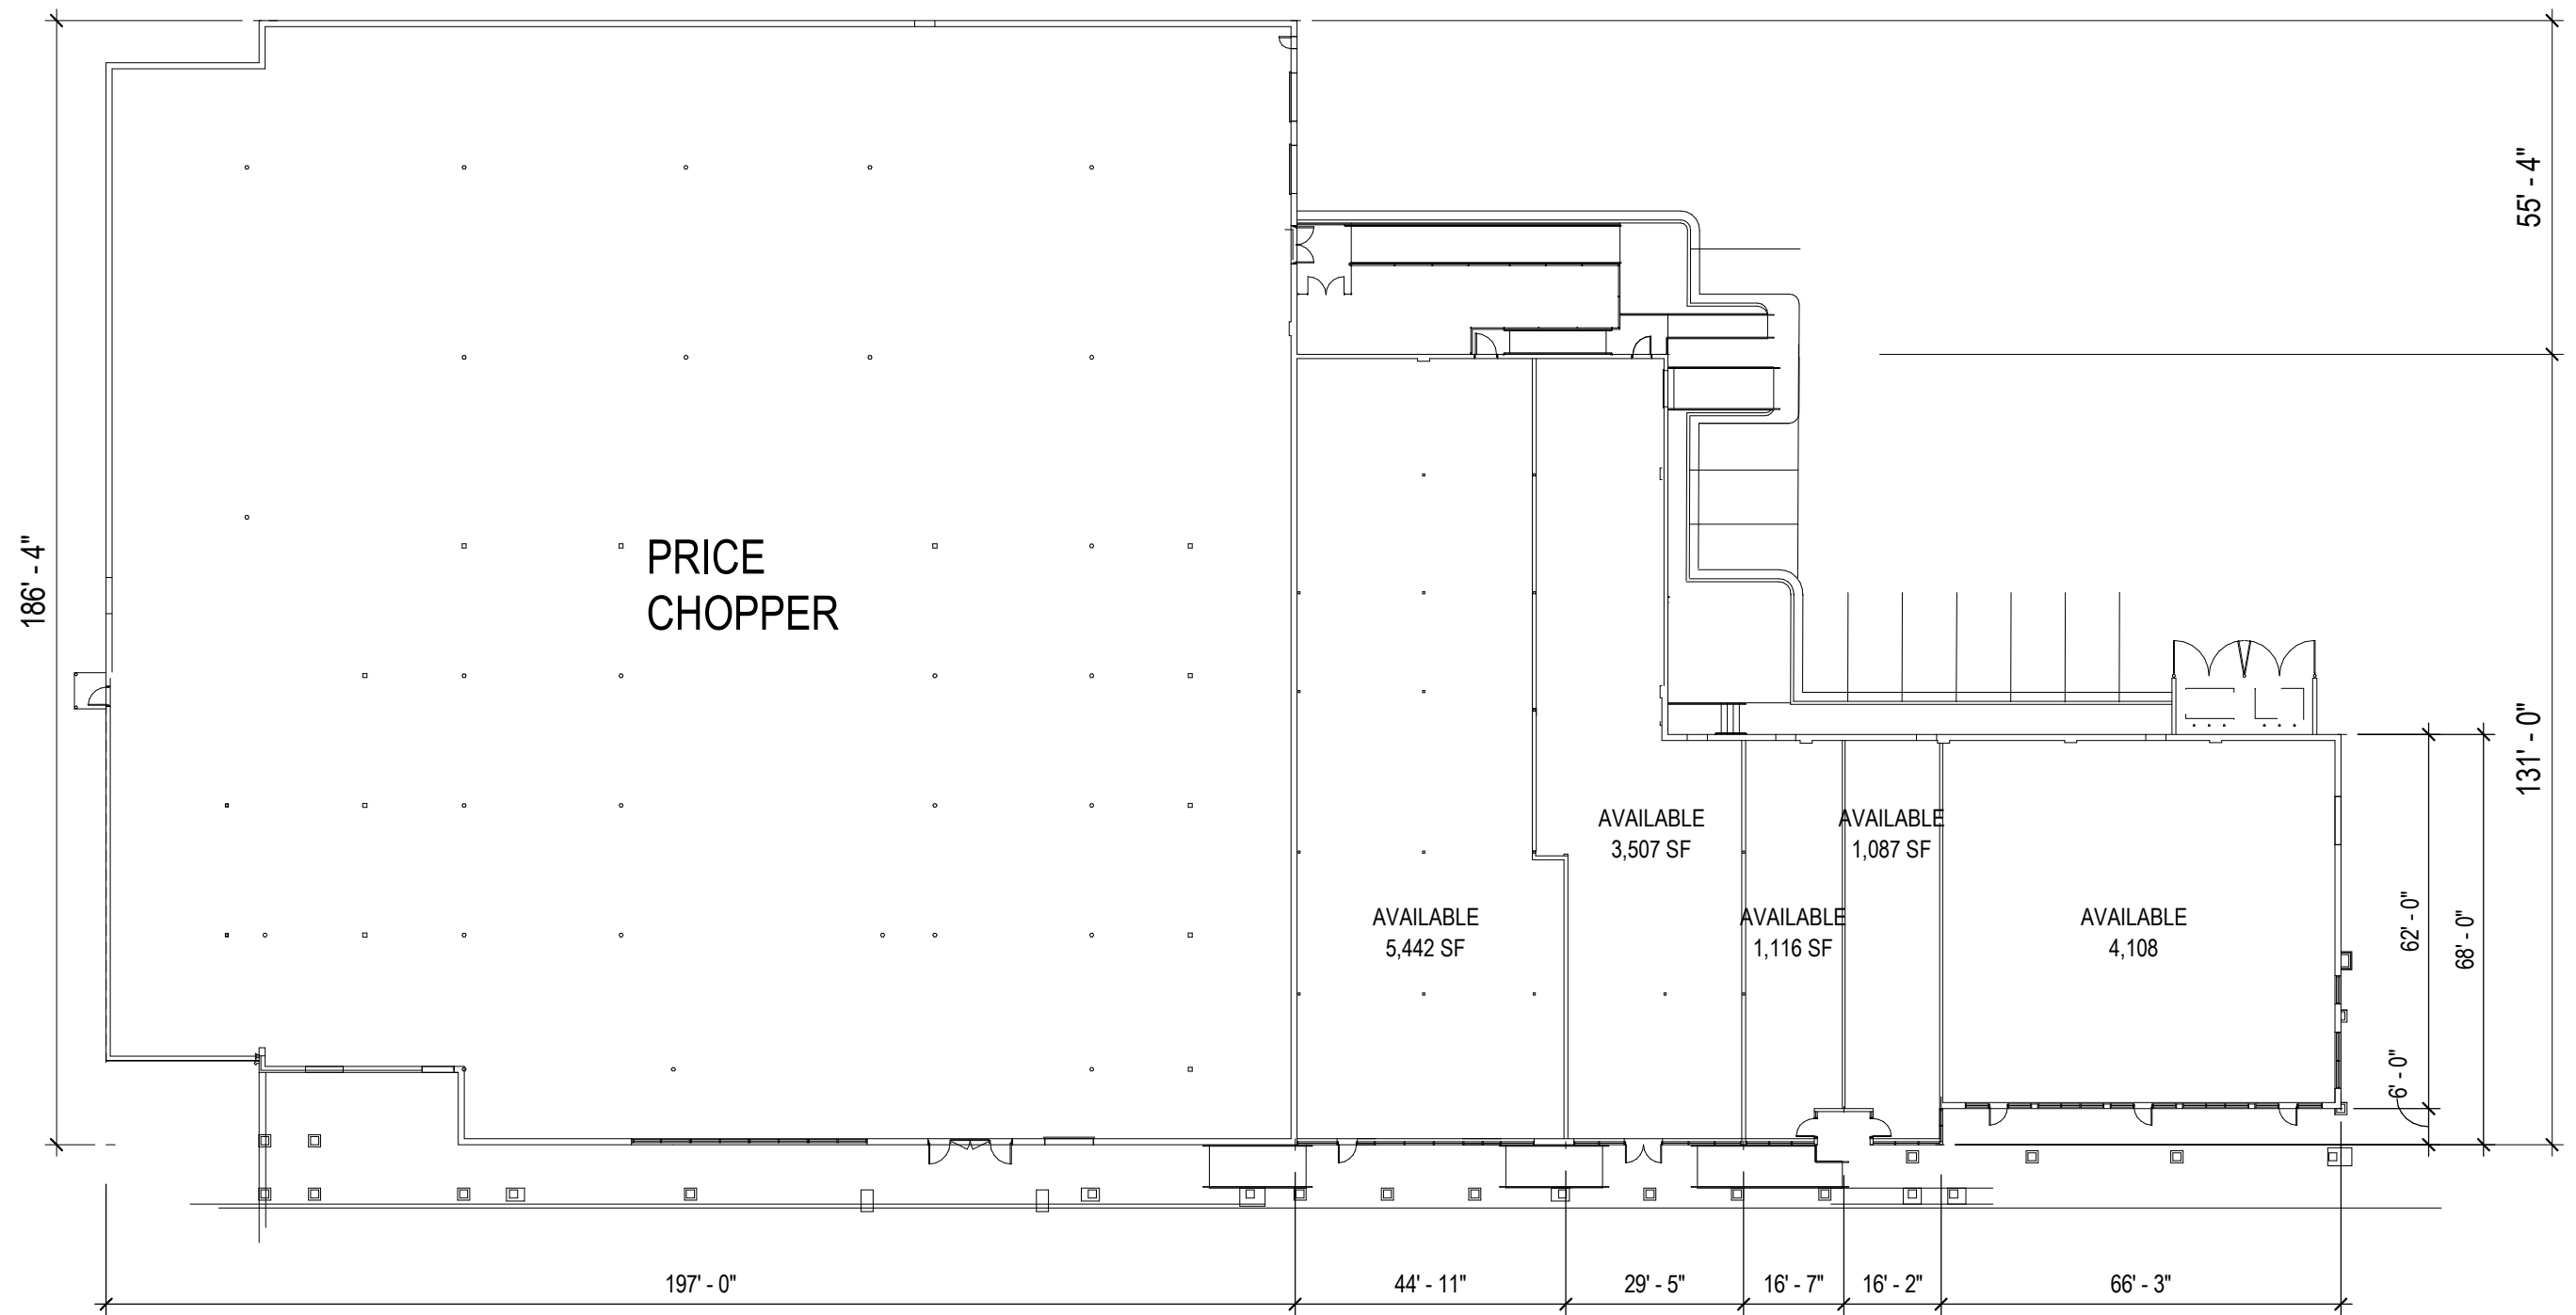 55' - 4"
186' - 4"
PRICE
CHOPPER
131' - 0"
AVAILABLE
3,507 SF
AVAILABLE
1,087 SF
AVAILABLE
5,442 SF
AVAILABLE
1,116 SF
AVAILABLE
4,108
62' - 0"
68' - 0"
6' - 0"
197' - 0"
44' - 11"
29' - 5"
16' - 7"
16' - 2"
66' - 3"